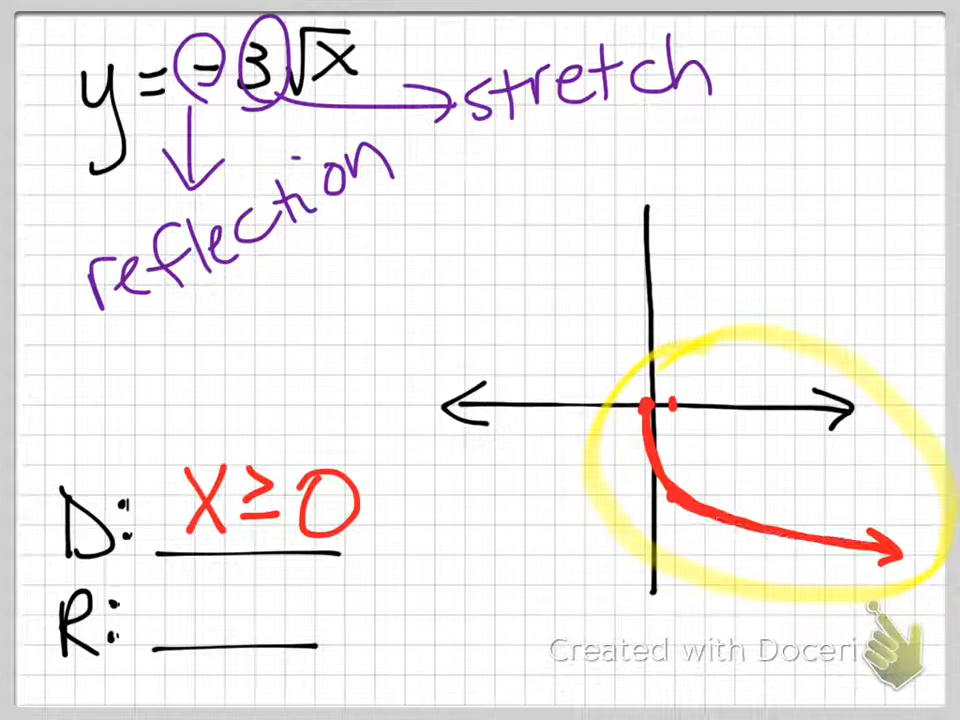 y = -3√x
stretch
reflection
D: x ≥ 0
R:
Created with Doceri